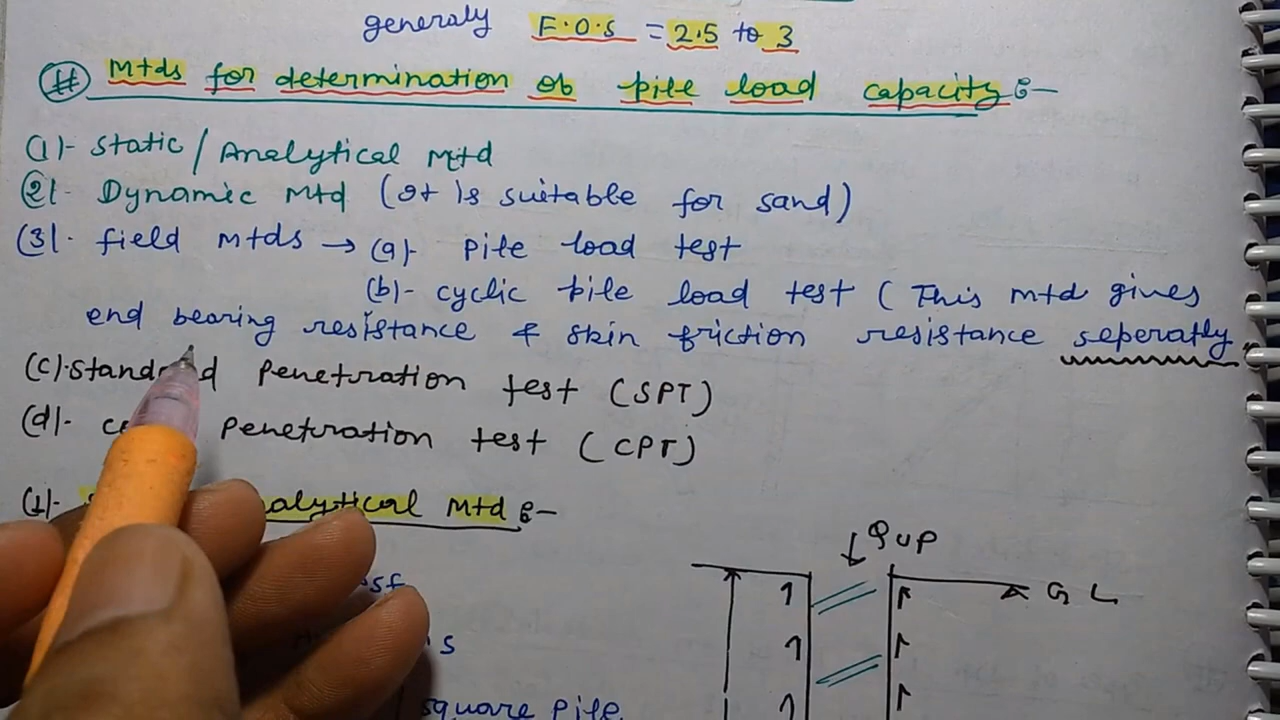 generaly F.O.S = 2.5 to 3
(#) Mtds for determination of pile load capacity :-
(1)- Static / Analytical Mtd
(2)- Dynamic Mtd (It is suitable for sand)
(3)- field Mtds → (a)- Pile load test
(b)- cyclic pile load test (This mtd gives
end bearing resistance & skin friction resistance seperatly
(c)- Penetration test (SPT)
(d)- Penetration test (CPT)
(1)- Mtd :-
Qup
GL
square pile